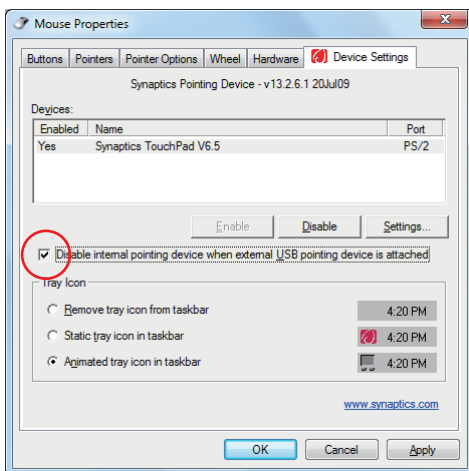 Mouse Properties
Buttons Pointers Pointer Options Wheel Hardware Device Settings
Synaptics Pointing Device - v13.2.6.1 20Jul09
Devices:
Enabled Name Port
Yes Synaptics TouchPad V6.5 PS/2
Enable Disable Settings...
Disable internal pointing device when external USB pointing device is attached
Tray Icon
Remove tray icon from taskbar 4:20 PM
Static tray icon in taskbar 4:20 PM
Animated tray icon in taskbar 4:20 PM
www.synaptics.com
OK Cancel Apply